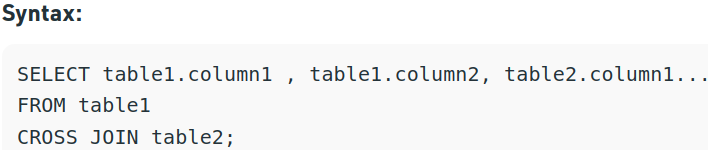 Syntax:
SELECT table1.column1 , table1.column2, table2.column1...
FROM table1
CROSS JOIN table2;